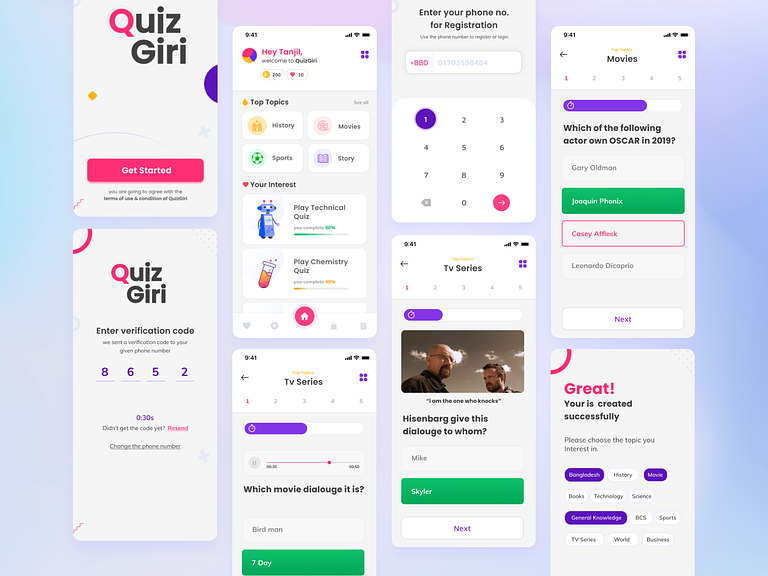 Quiz
Giri
Get Started
you are going to agree with the
terms of use & condition of QuizGiri
Quiz
Giri
Enter verification code
we sent a verification code to your
given phone number
8 6 5 2
0:30s
Didn't get the code yet? Resend
Change the phone number
9:41
Hey Tanjil,
welcome to QuizGiri
200 10
Top Topics See all
History Movies
Sports Story
Your Interest
Play Technical
Quiz
you complete 80%
Play Chemistry
Quiz
you complete 40%
9:41
Top Topics
Tv Series
1 2 3 4 5
00:30 00:50
Which movie dialouge it is?
Bird man
7 Day
Enter your phone no.
for Registration
Use the phone number to register or login
+880 01703588404
1 2 3
4 5 6
7 8 9
0
9:41
Top Topics
Tv Series
1 2 3 4 5
"i am the one who knocks"
Hisenbarg give this
dialouge to whom?
Mike
Skyler
Next
9:41
Top Topics
Movies
1 2 3 4 5
Which of the following
actor own OSCAR in 2019?
Gary Oldman
Joaquin Phonix
Casey Affleck
Leonardo Dicaprio
Next
Great!
Your is created
successfully
Please choose the topic you
Interest in.
Bangladesh History Movie
Books Technology Science
General Knowledge BCS Sports
TV Series World Business